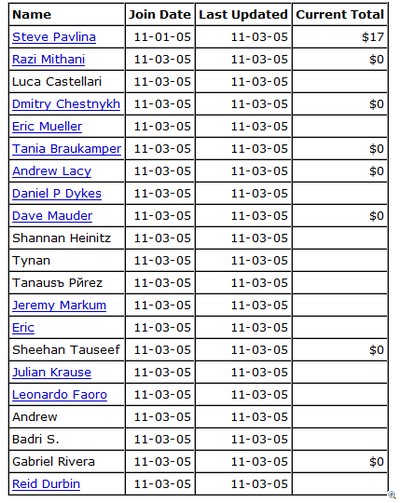 Name Join Date Last Updated Current Total
Steve Pavlina 11-01-05 11-03-05 $17
Razi Mithani 11-03-05 11-03-05 $0
Luca Castellari 11-03-05 11-03-05
Dmitry Chestnykh 11-03-05 11-03-05 $0
Eric Mueller 11-03-05 11-03-05
Tania Braukamper 11-03-05 11-03-05 $0
Andrew Lacy 11-03-05 11-03-05 $0
Daniel P Dykes 11-03-05 11-03-05
Dave Mauder 11-03-05 11-03-05 $0
Shannan Heinitz 11-03-05 11-03-05
Tynan 11-03-05 11-03-05
Tanausъ Pйrez 11-03-05 11-03-05
Jeremy Markum 11-03-05 11-03-05
Eric 11-03-05 11-03-05
Sheehan Tauseef 11-03-05 11-03-05 $0
Julian Krause 11-03-05 11-03-05
Leonardo Faoro 11-03-05 11-03-05
Andrew 11-03-05 11-03-05
Badri S. 11-03-05 11-03-05
Gabriel Rivera 11-03-05 11-03-05 $0
Reid Durbin 11-03-05 11-03-05